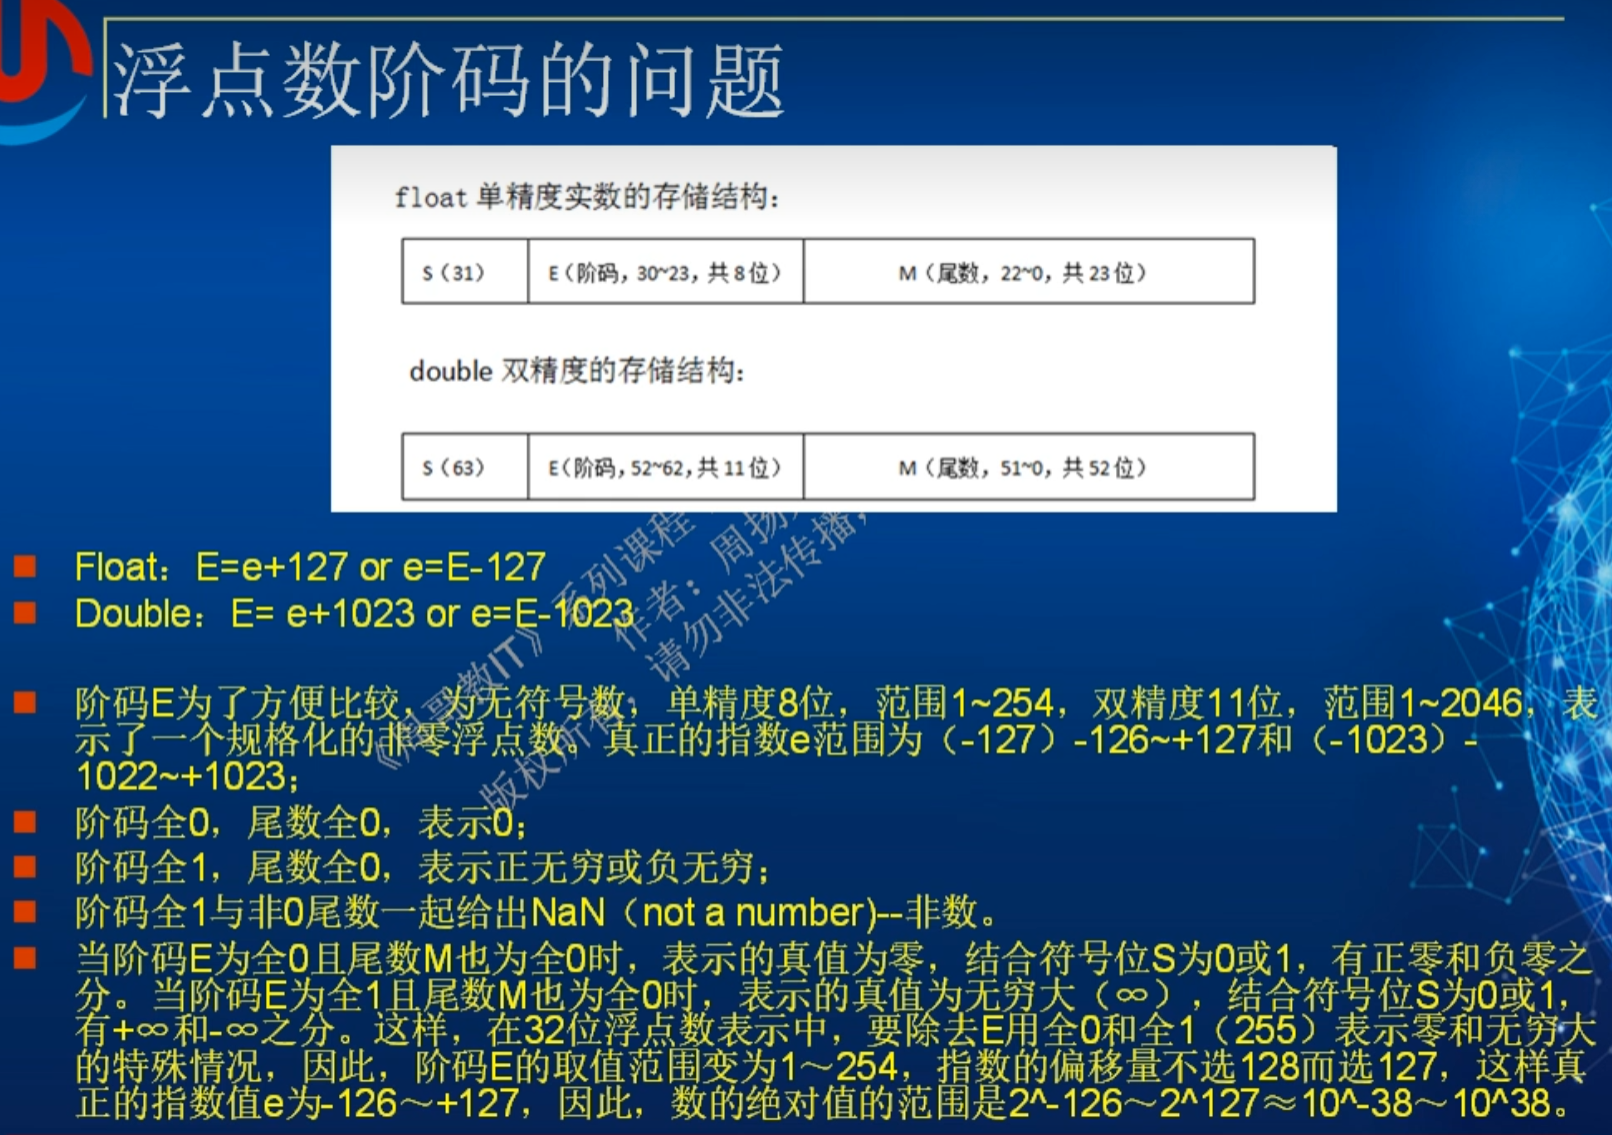 浮点数阶码的问题
float 单精度实数的存储结构：
S（31） E（阶码，30~23，共 8 位） M（尾数，22~0，共 23 位）
double 双精度的存储结构：
S（63） E（阶码，52~62，共 11 位） M（尾数，51~0，共 52 位）
Float：E=e+127 or e=E-127
Double：E= e+1023 or e=E-1023
阶码E为了方便比较，为无符号数，单精度8位，范围1~254，双精度11位，范围1~2046，表
示了一个规格化的非零浮点数。真正的指数e范围为（-127）-126~+127和（-1023）-
1022~+1023；
阶码全0，尾数全0，表示0；
阶码全1，尾数全0，表示正无穷或负无穷；
阶码全1与非0尾数一起给出NaN（not a number)--非数。
当阶码E为全0且尾数M也为全0时，表示的真值为零，结合符号位S为0或1，有正零和负零之
分。当阶码E为全1且尾数M也为全0时，表示的真值为无穷大（∞），结合符号位S为0或1，
有+∞和-∞之分。这样，在32位浮点数表示中，要除去E用全0和全1（255）表示零和无穷大
的特殊情况，因此，阶码E的取值范围变为1～254，指数的偏移量不选128而选127，这样真
正的指数值e为-126～+127，因此，数的绝对值的范围是2^-126～2^127≈10^-38～10^38。
哥教IT》系列课程
作者：周扬
版权所有，请勿非法传播，